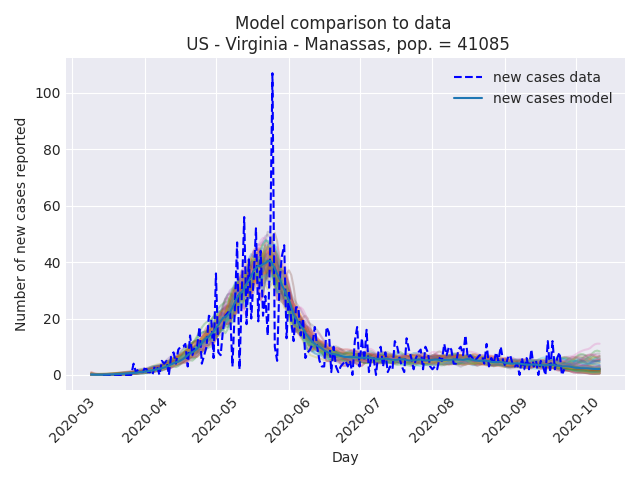 Model comparison to data
US - Virginia - Manassas, pop. = 41085
new cases data
new cases model
Number of new cases reported
100
80
60
40
20
0
2020-03
2020-04
2020-05
2020-06
2020-07
2020-08
2020-09
2020-10
Day